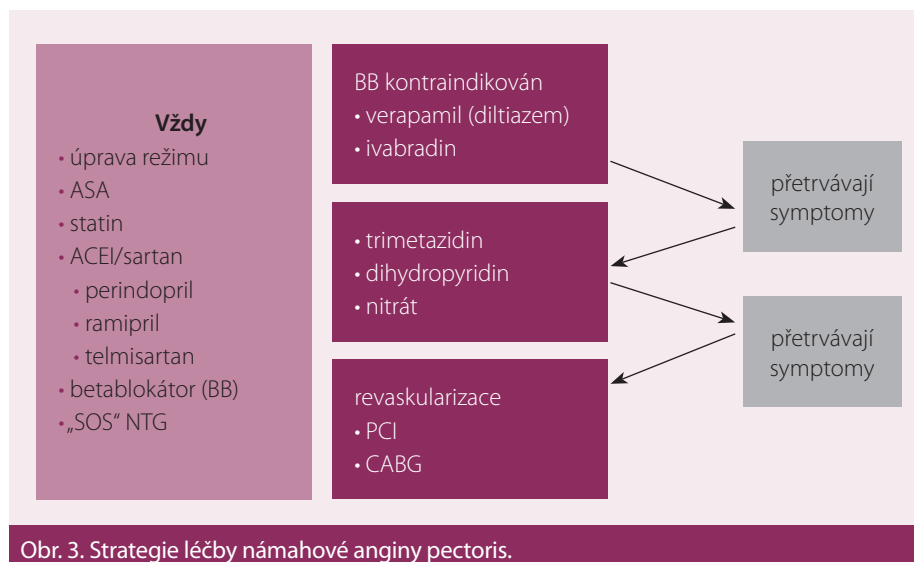 Vždy
• úprava režimu
• ASA
• statin
• ACEI/sartan
• perindopril
• ramipril
• telmisartan
• betablokátor (BB)
• „SOS“ NTG
BB kontraindikován
• verapamil (diltiazem)
• ivabradin
přetrvávají
symptomy
• trimetazidin
• dihydropyridin
• nitrát
přetrvávají
symptomy
revaskularizace
• PCI
• CABG
Obr. 3. Strategie léčby námahové anginy pectoris.